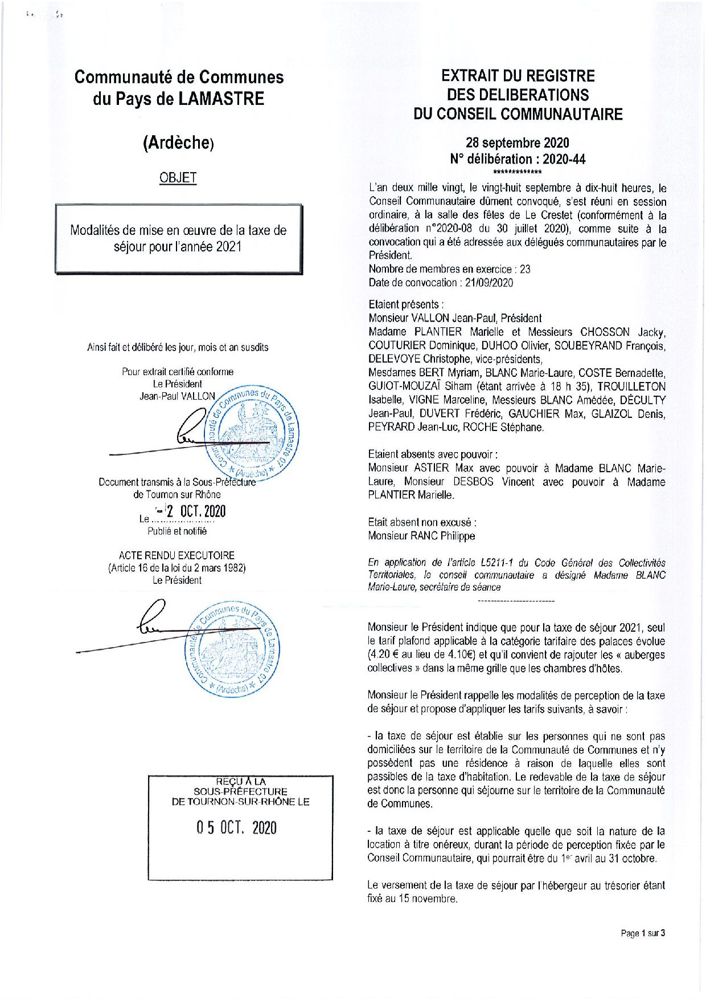 Communauté de Communes
du Pays de LAMASTRE
(Ardèche)
OBJET
Modalités de mise en œuvre de la taxe de
séjour pour l'année 2021
Ainsi fait et délibéré les jour, mois et an susdits
Pour extrait certifié conforme
Le Président
Jean-Paul VALLON
Communauté de Communes du Pays de Lamastre 07
(Ardèche)
Document transmis à la Sous-Préfecture
de Tournon sur Rhône
Le -2 OCT. 2020
Publié et notifié
ACTE RENDU EXECUTOIRE
(Article 16 de la loi du 2 mars 1982)
Le Président
Communauté de Communes du Pays de Lamastre 07
(Ardèche)
REÇU À LA
SOUS-PRÉFECTURE
DE TOURNON-SUR-RHÔNE LE
05 OCT. 2020
EXTRAIT DU REGISTRE
DES DELIBERATIONS
DU CONSEIL COMMUNAUTAIRE
28 septembre 2020
N° délibération : 2020-44
*************
L'an deux mille vingt, le vingt-huit septembre à dix-huit heures, le
Conseil Communautaire dûment convoqué, s'est réuni en session
ordinaire, à la salle des fêtes de Le Crestet (conformément à la
délibération n°2020-08 du 30 juillet 2020), comme suite à la
convocation qui a été adressée aux délégués communautaires par le
Président.
Nombre de membres en exercice : 23
Date de convocation : 21/09/2020
Etaient présents :
Monsieur VALLON Jean-Paul, Président
Madame PLANTIER Marielle et Messieurs CHOSSON Jacky,
COUTURIER Dominique, DUHOO Olivier, SOUBEYRAND François,
DELEVOYE Christophe, vice-présidents,
Mesdames BERT Myriam, BLANC Marie-Laure, COSTE Bernadette,
GUIOT-MOUZAÏ Siham (étant arrivée à 18 h 35), TROUILLETON
Isabelle, VIGNE Marceline, Messieurs BLANC Amédée, DÉCULTY
Jean-Paul, DUVERT Frédéric, GAUCHIER Max, GLAIZOL Denis,
PEYRARD Jean-Luc, ROCHE Stéphane.
Etaient absents avec pouvoir :
Monsieur ASTIER Max avec pouvoir à Madame BLANC Marie-
Laure, Monsieur DESBOS Vincent avec pouvoir à Madame
PLANTIER Marielle.
Etait absent non excusé :
Monsieur RANC Philippe
En application de l'article L5211-1 du Code Général des Collectivités
Territoriales, le conseil communautaire a désigné Madame BLANC
Marie-Laure, secrétaire de séance
------------------------
Monsieur le Président indique que pour la taxe de séjour 2021, seul
le tarif plafond applicable à la catégorie tarifaire des palaces évolue
(4.20 € au lieu de 4.10€) et qu'il convient de rajouter les « auberges
collectives » dans la même grille que les chambres d'hôtes.
Monsieur le Président rappelle les modalités de perception de la taxe
de séjour et propose d'appliquer les tarifs suivants, à savoir :
- la taxe de séjour est établie sur les personnes qui ne sont pas
domiciliées sur le territoire de la Communauté de Communes et n'y
possèdent pas une résidence à raison de laquelle elles sont
passibles de la taxe d'habitation. Le redevable de la taxe de séjour
est donc la personne qui séjourne sur le territoire de la Communauté
de Communes.
- la taxe de séjour est applicable quelle que soit la nature de la
location à titre onéreux, durant la période de perception fixée par le
Conseil Communautaire, qui pourrait être du 1er avril au 31 octobre.
Le versement de la taxe de séjour par l'hébergeur au trésorier étant
fixé au 15 novembre.
Page 1 sur 3